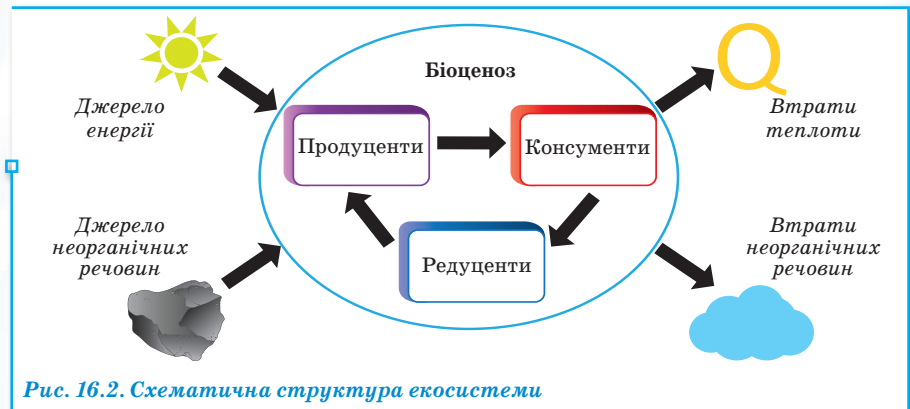 Біоценоз
Джерело
енергії
Q
Втрати
теплоти
Продуценти
Консументи
Редуценти
Джерело
неорганічних
речовин
Втрати
неорганічних
речовин
Рис. 16.2. Схематична структура екосистеми